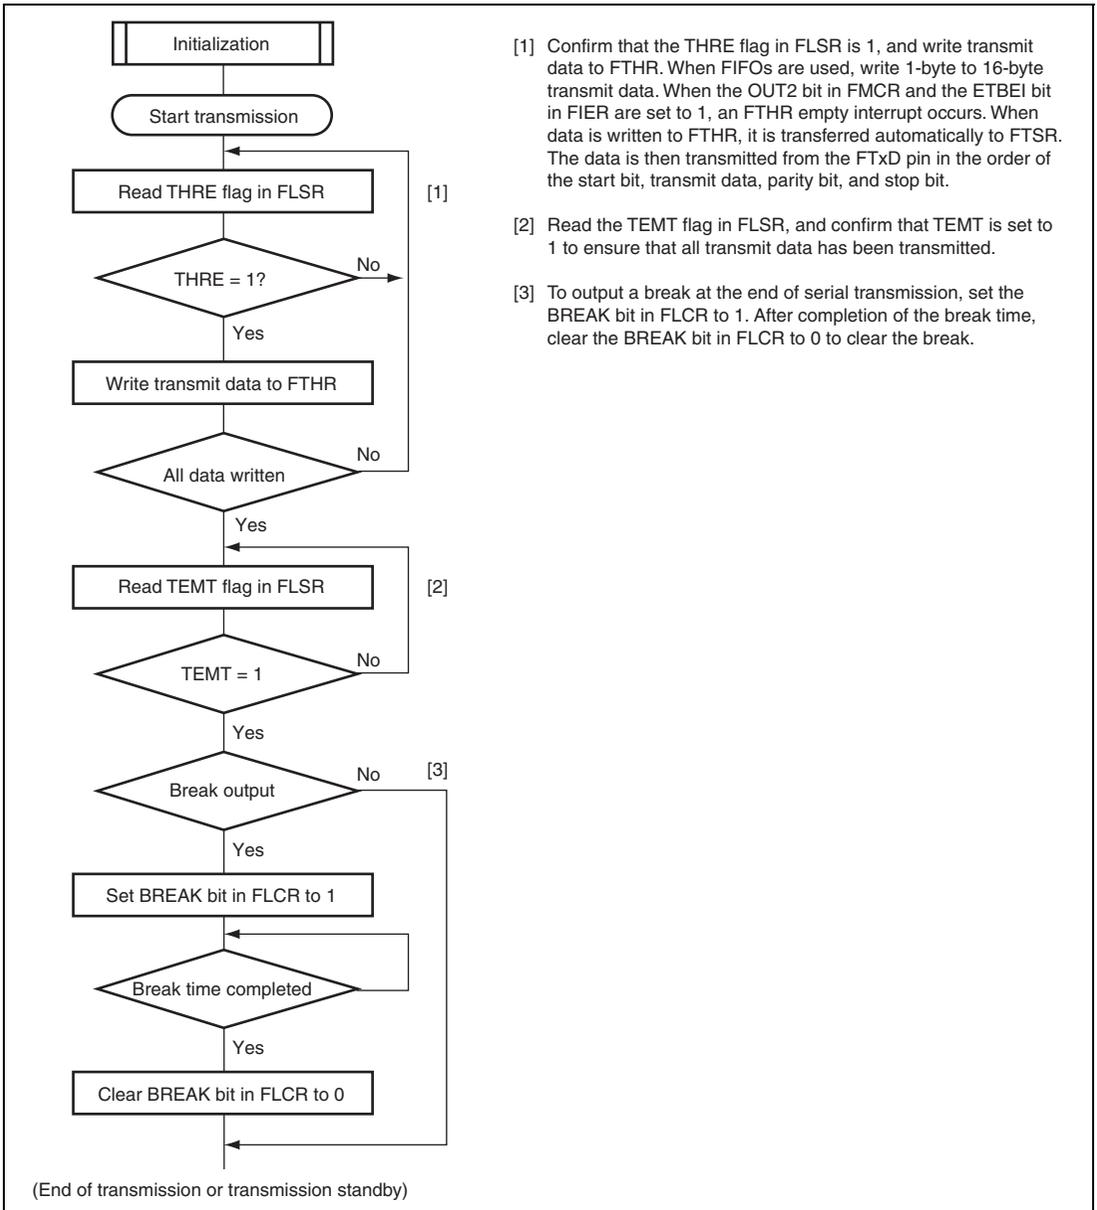 Initialization
Start transmission
Read THRE flag in FLSR
[1]
THRE = 1?
No
Yes
Write transmit data to FTHR
All data written
No
Yes
Read TEMT flag in FLSR
[2]
TEMT = 1
No
Yes
Break output
No
[3]
Yes
Set BREAK bit in FLCR to 1
Break time completed
Yes
Clear BREAK bit in FLCR to 0
(End of transmission or transmission standby)
[1] Confirm that the THRE flag in FLSR is 1, and write transmit
data to FTHR. When FIFOs are used, write 1-byte to 16-byte
transmit data. When the OUT2 bit in FMCR and the ETBEI bit
in FIER are set to 1, an FTHR empty interrupt occurs. When
data is written to FTHR, it is transferred automatically to FTSR.
The data is then transmitted from the FTxD pin in the order of
the start bit, transmit data, parity bit, and stop bit.
[2] Read the TEMT flag in FLSR, and confirm that TEMT is set to
1 to ensure that all transmit data has been transmitted.
[3] To output a break at the end of serial transmission, set the
BREAK bit in FLCR to 1. After completion of the break time,
clear the BREAK bit in FLCR to 0 to clear the break.